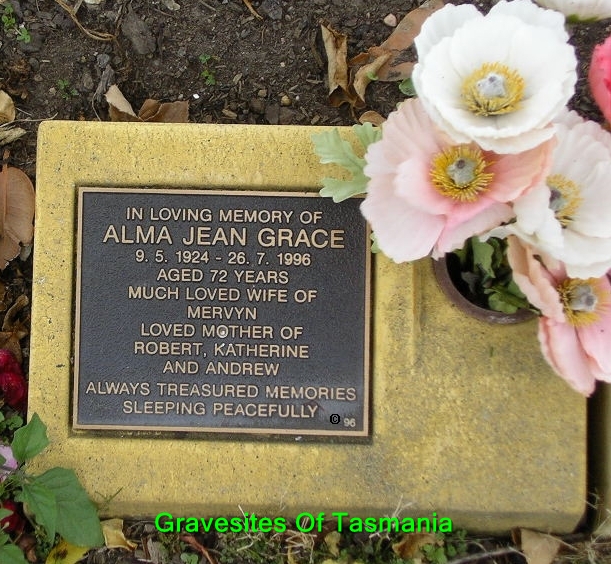 IN LOVING MEMORY OF
ALMA JEAN GRACE
9. 5. 1924 - 26. 7. 1996
AGED 72 YEARS
MUCH LOVED WIFE OF
MERVYN
LOVED MOTHER OF
ROBERT, KATHERINE
AND ANDREW
ALWAYS TREASURED MEMORIES
SLEEPING PEACEFULLY
© 96
Gravesites Of Tasmania